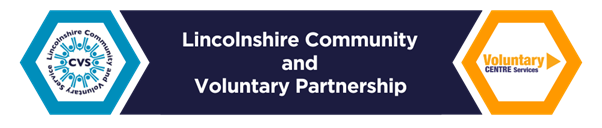 Lincolnshire Community and Voluntary Service
CVS
Lincolnshire Community
and
Voluntary Partnership
Voluntary
CENTRE Services